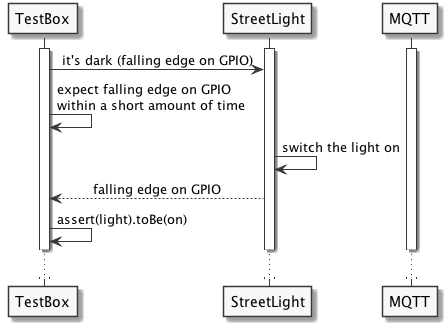 TestBox StreetLight MQTT
it's dark (falling edge on GPIO)
expect falling edge on GPIO
within a short amount of time
switch the light on
falling edge on GPIO
assert(light).toBe(on)
TestBox StreetLight MQTT